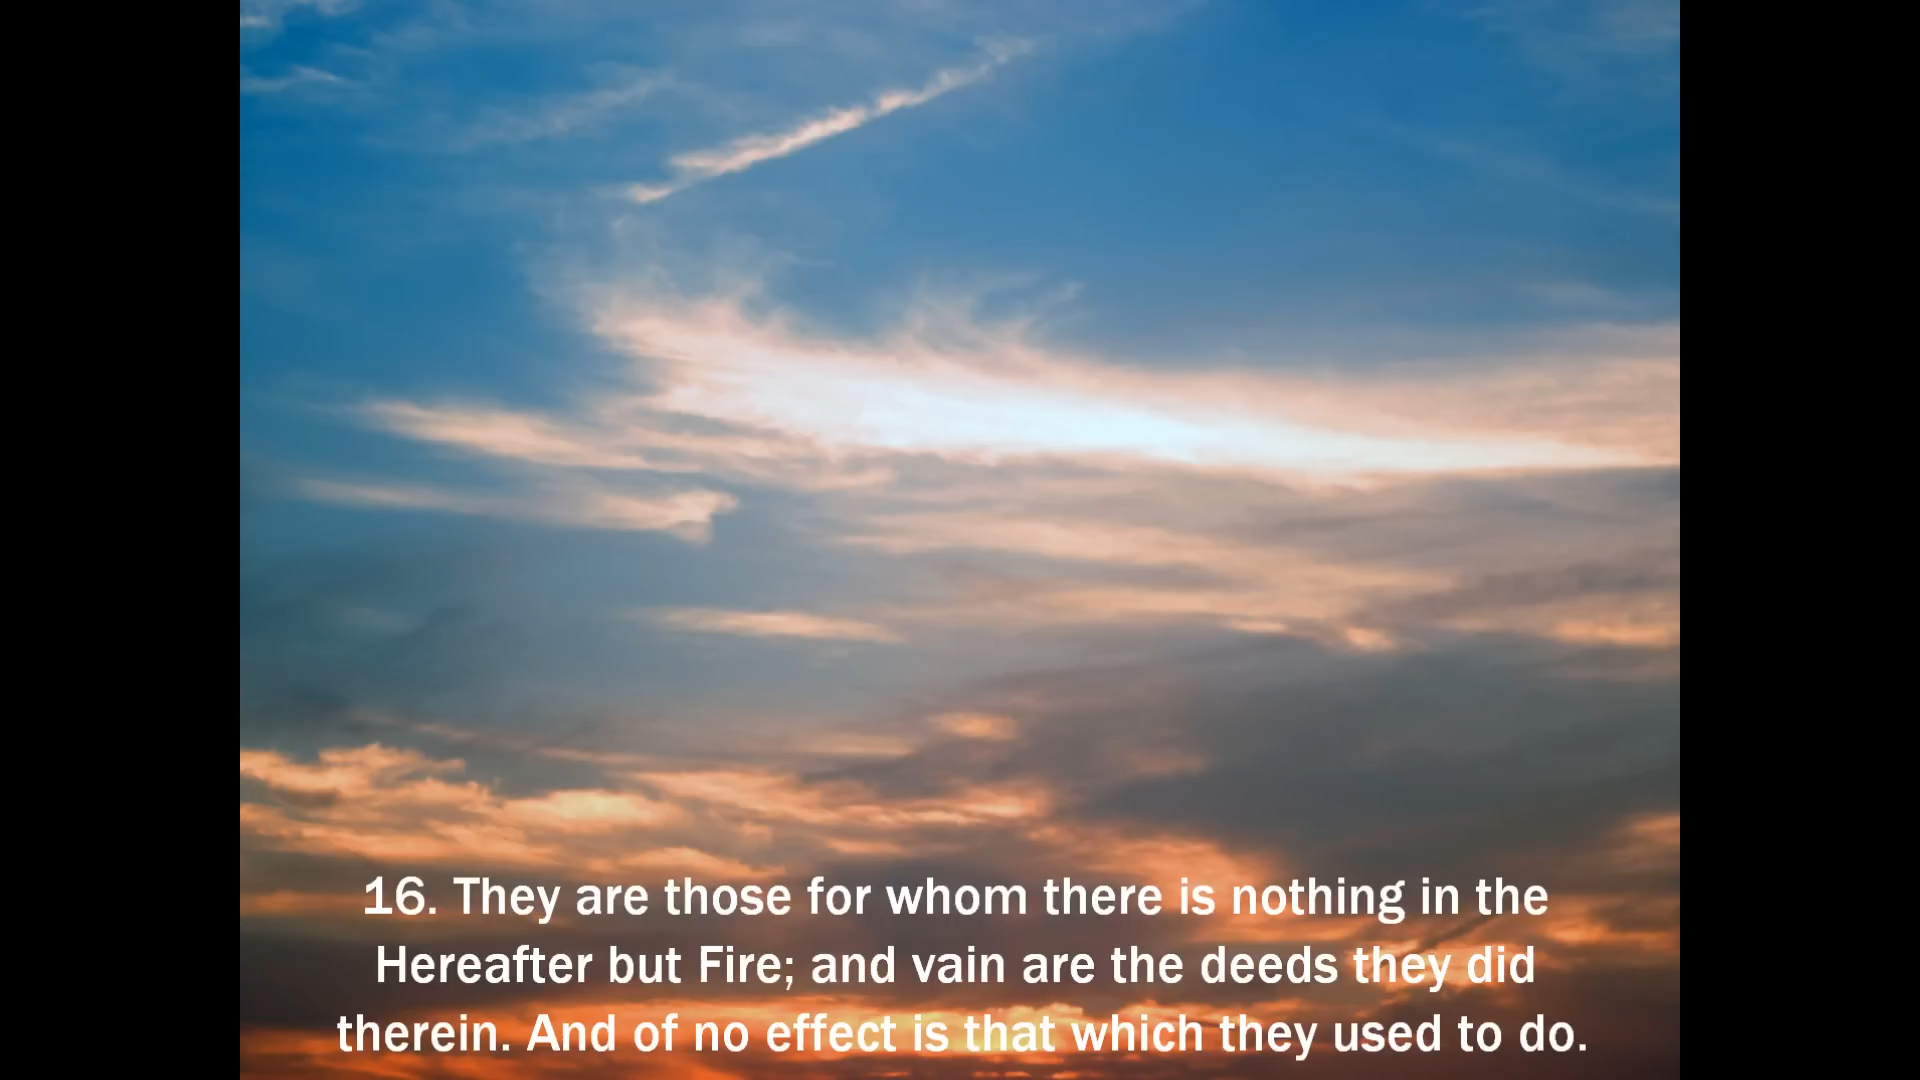 16. They are those for whom there is nothing in the
Hereafter but Fire; and vain are the deeds they did
therein. And of no effect is that which they used to do.